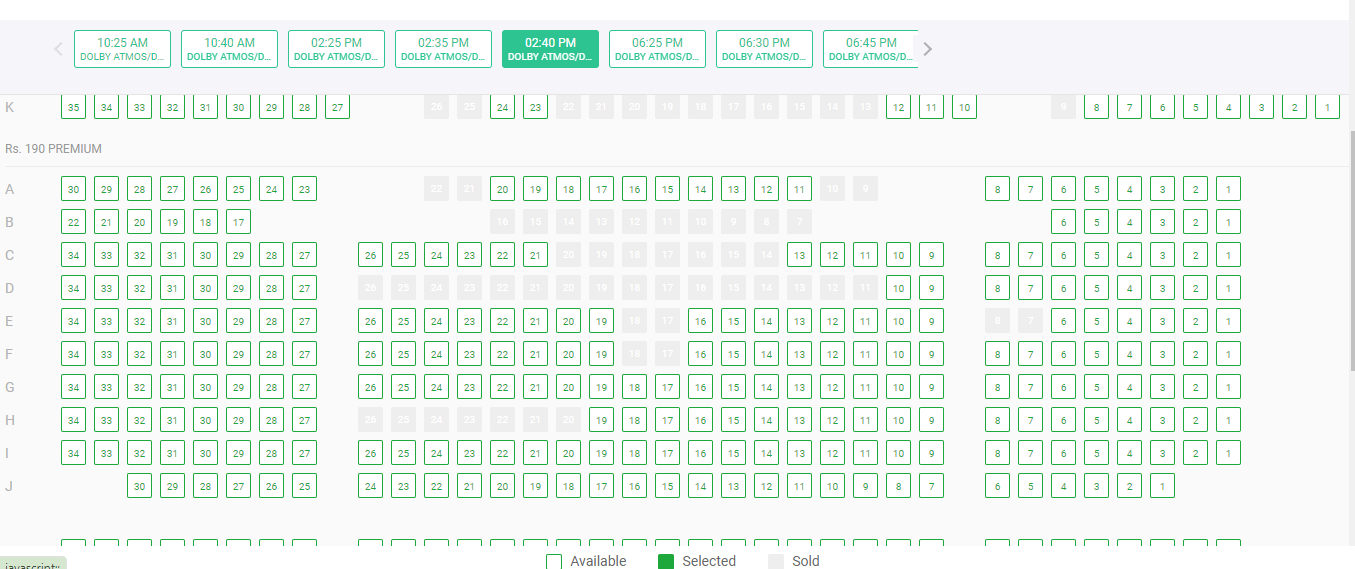 10:25 AM 10:40 AM 02:25 PM 02:35 PM 02:40 PM 06:25 PM 06:30 PM 06:45 PM
DOLBY ATMOS/D... DOLBY ATMOS/D... DOLBY ATMOS/D... DOLBY ATMOS/D... DOLBY ATMOS/D... DOLBY ATMOS/D... DOLBY ATMOS/D... DOLBY ATMOS/D...
K 35 34 33 32 31 30 29 28 27 26 25 24 23 22 21 20 19 18 17 16 15 14 13 12 11 10 9 8 7 6 5 4 3 2 1
Rs. 190 PREMIUM
A 30 29 28 27 26 25 24 23 22 21 20 19 18 17 16 15 14 13 12 11 10 9 8 7 6 5 4 3 2 1
B 22 21 20 19 18 17 16 15 14 13 12 11 10 9 8 7 6 5 4 3 2 1
C 34 33 32 31 30 29 28 27 26 25 24 23 22 21 20 19 18 17 16 15 14 13 12 11 10 9 8 7 6 5 4 3 2 1
D 34 33 32 31 30 29 28 27 26 25 24 23 22 21 20 19 18 17 16 15 14 13 12 11 10 9 8 7 6 5 4 3 2 1
E 34 33 32 31 30 29 28 27 26 25 24 23 22 21 20 19 18 17 16 15 14 13 12 11 10 9 8 7 6 5 4 3 2 1
F 34 33 32 31 30 29 28 27 26 25 24 23 22 21 20 19 18 17 16 15 14 13 12 11 10 9 8 7 6 5 4 3 2 1
G 34 33 32 31 30 29 28 27 26 25 24 23 22 21 20 19 18 17 16 15 14 13 12 11 10 9 8 7 6 5 4 3 2 1
H 34 33 32 31 30 29 28 27 26 25 24 23 22 21 20 19 18 17 16 15 14 13 12 11 10 9 8 7 6 5 4 3 2 1
I 34 33 32 31 30 29 28 27 26 25 24 23 22 21 20 19 18 17 16 15 14 13 12 11 10 9 8 7 6 5 4 3 2 1
J 30 29 28 27 26 25 24 23 22 21 20 19 18 17 16 15 14 13 12 11 10 9 8 7 6 5 4 3 2 1
Available Selected Sold
javascript:;